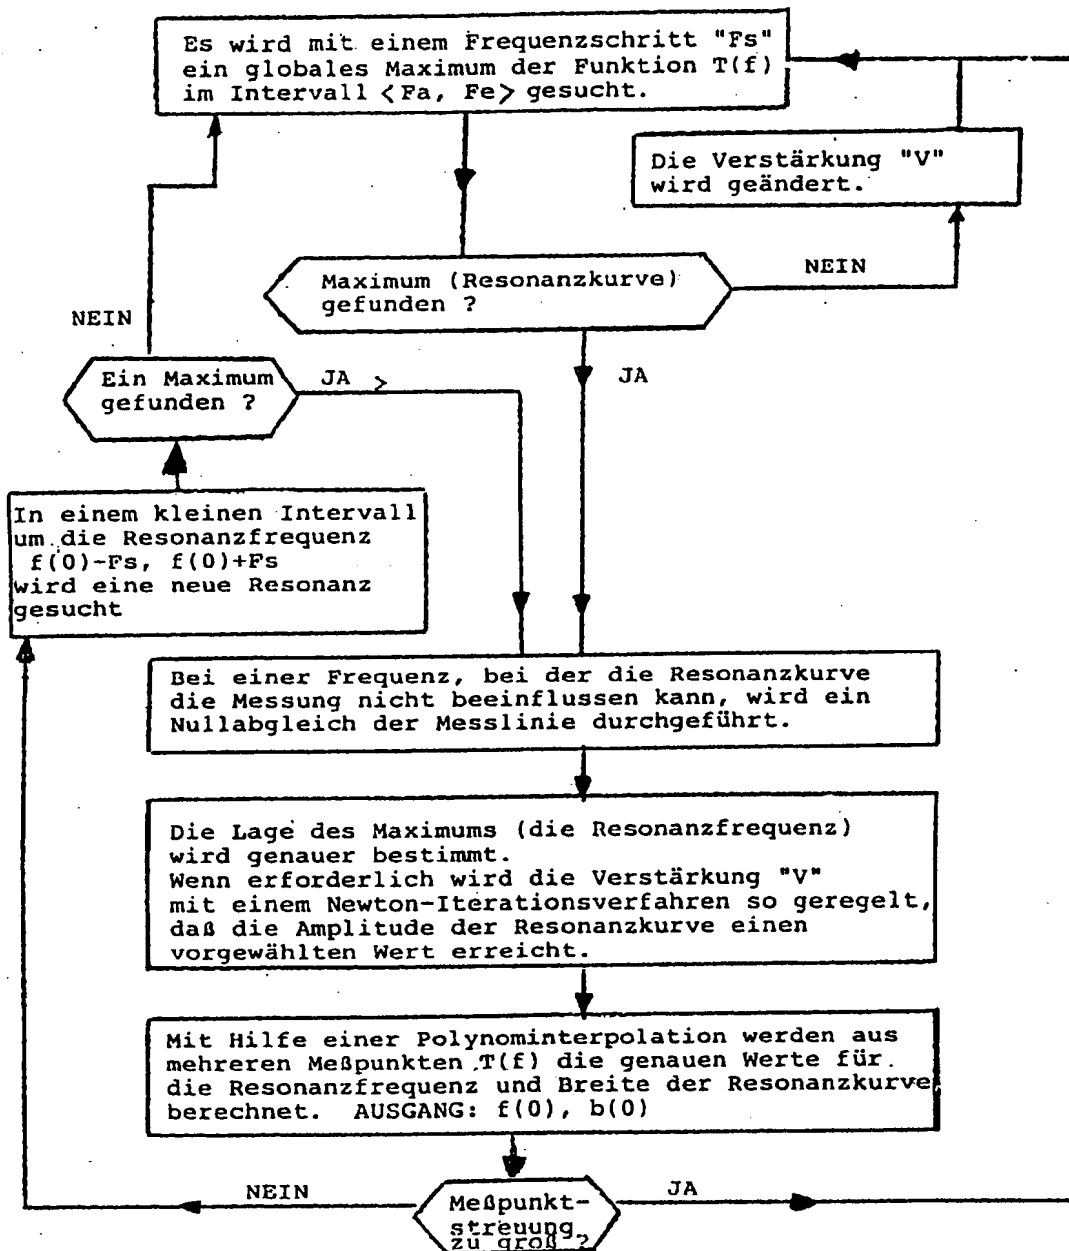 Es wird mit einem Frequenzschritt "Fs"
ein globales Maximum der Funktion T(f)
im Intervall <Fa, Fe> gesucht.
Die Verstärkung "V"
wird geändert.
Maximum (Resonanzkurve)
gefunden ?
NEIN
NEIN
Ein Maximum
gefunden ?
JA >
JA
In einem kleinen Intervall
um die Resonanzfrequenz
f(0)-Fs, f(0)+Fs
wird eine neue Resonanz
gesucht
Bei einer Frequenz, bei der die Resonanzkurve
die Messung nicht beeinflussen kann, wird ein
Nullabgleich der Messlinie durchgeführt.
Die Lage des Maximums (die Resonanzfrequenz)
wird genauer bestimmt.
Wenn erforderlich wird die Verstärkung "V"
mit einem Newton-Iterationsverfahren so geregelt,
daß die Amplitude der Resonanzkurve einen
vorgewählten Wert erreicht.
Mit Hilfe einer Polynominterpolation werden aus
mehreren Meßpunkten T(f) die genauen Werte für
die Resonanzfrequenz und Breite der Resonanzkurve
berechnet. AUSGANG: f(0), b(0)
NEIN
Meßpunkt-
streuung
zu groß ?
JA